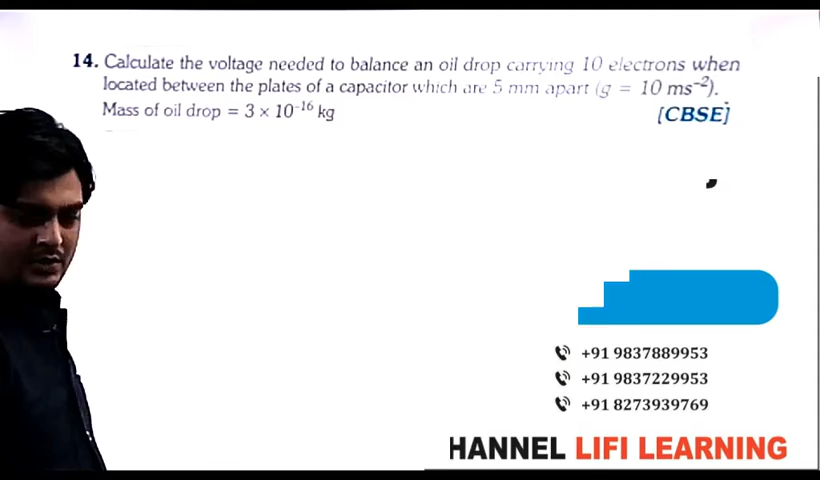 14. Calculate the voltage needed to balance an oil drop carrying 10 electrons when
located between the plates of a capacitor which are 5 mm apart (g = 10 ms⁻²).
Mass of oil drop = 3 × 10⁻¹⁶ kg
[CBSE]
+91 9837889953
+91 9837229953
+91 8273939769
HANNEL LIFI LEARNING